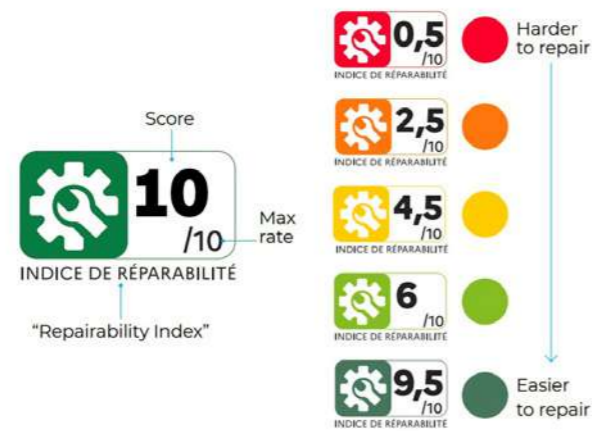 Score
10
/10
Max
rate
INDICE DE RÉPARABILITÉ
“Repairability Index”
0,5
/10
INDICE DE RÉPARABILITÉ
Harder
to repair
2,5
/10
INDICE DE RÉPARABILITÉ
4,5
/10
INDICE DE RÉPARABILITÉ
6
/10
INDICE DE RÉPARABILITÉ
9,5
/10
INDICE DE RÉPARABILITÉ
Easier
to repair